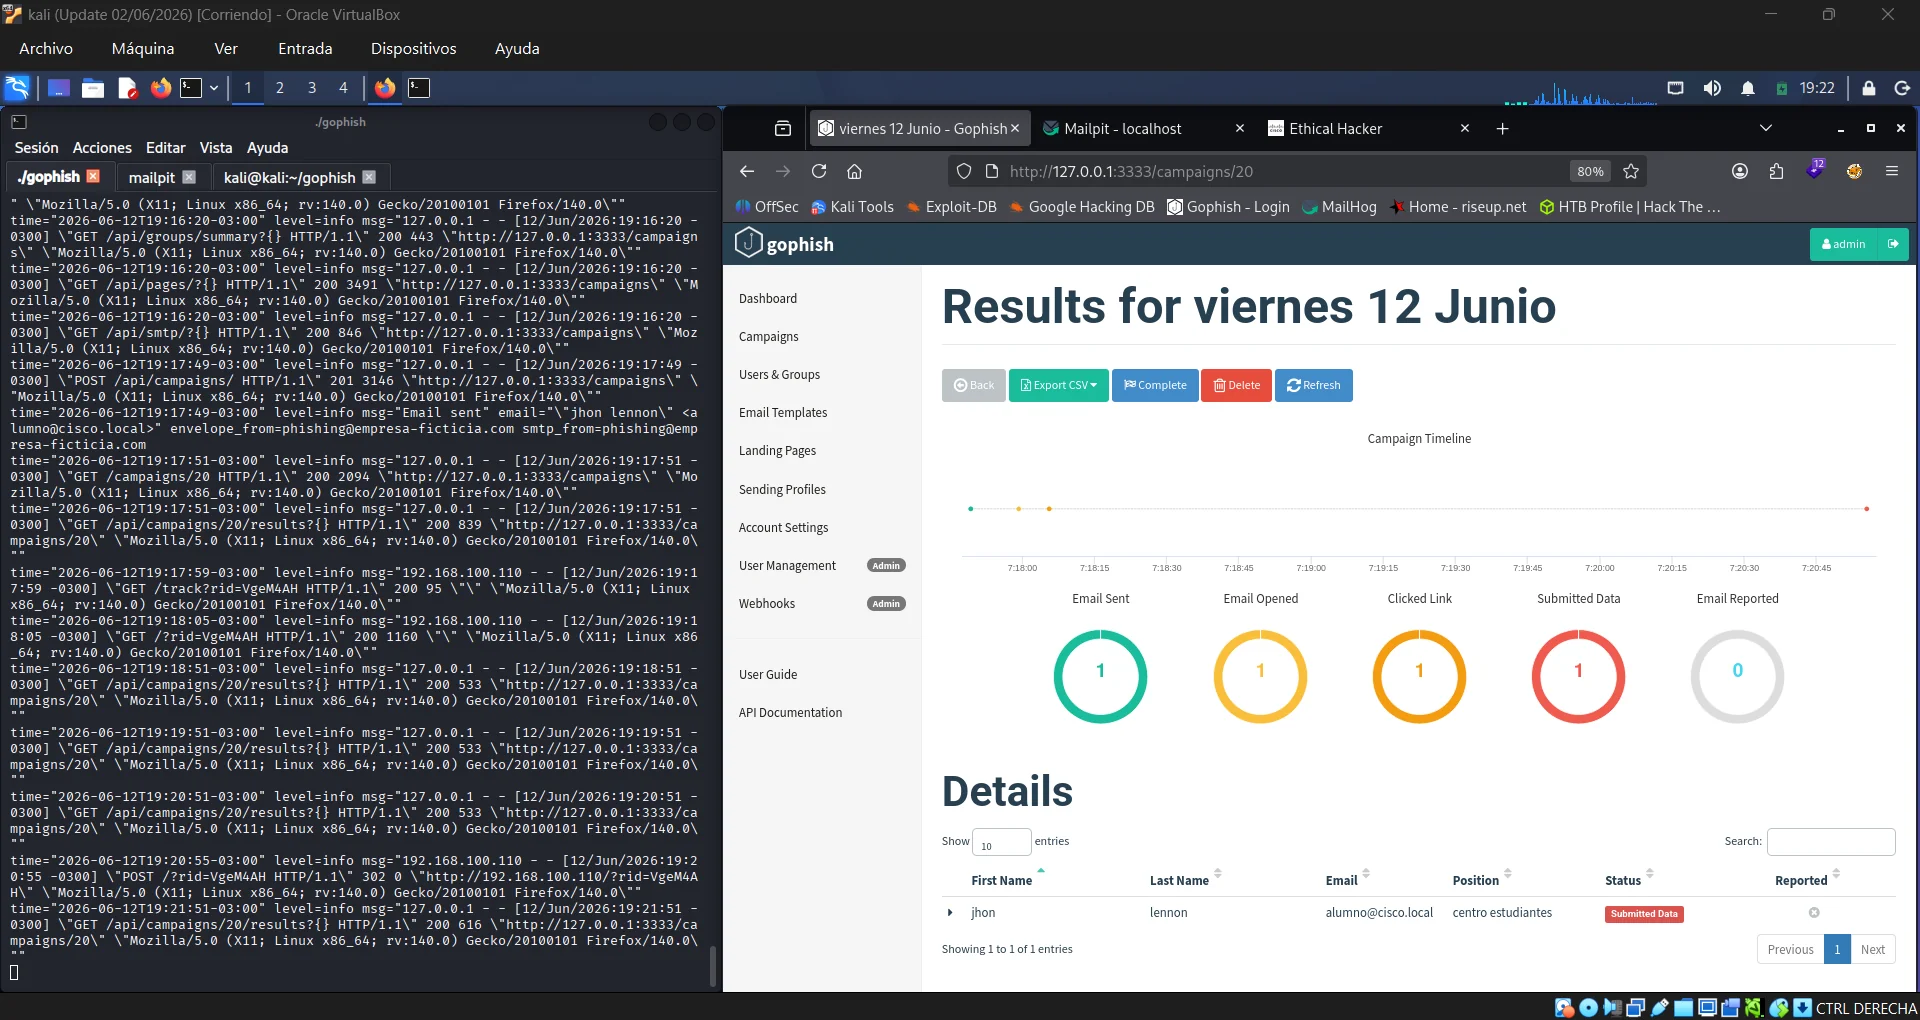 kali (Update 02/06/2026) [Corriendo] - Oracle VirtualBox
Archivo Máquina Ver Entrada Dispositivos Ayuda
1 2 3 4 19:22
./gophish
Sesión Acciones Editar Vista Ayuda
./gophish mailpit kali@kali:~/gophish
" \"Mozilla/5.0 (X11; Linux x86_64; rv:140.0) Gecko/20100101 Firefox/140.0\""
time="2026-06-12T19:16:20-03:00" level=info msg="127.0.0.1 - - [12/Jun/2026:19:16:20 -
0300] \"GET /api/groups/summary?{} HTTP/1.1\" 200 443 \"http://127.0.0.1:3333/campaign
s\" \"Mozilla/5.0 (X11; Linux x86_64; rv:140.0) Gecko/20100101 Firefox/140.0\""
time="2026-06-12T19:16:20-03:00" level=info msg="127.0.0.1 - - [12/Jun/2026:19:16:20 -
0300] \"GET /api/pages/?{} HTTP/1.1\" 200 3491 \"http://127.0.0.1:3333/campaigns\" \"M
ozilla/5.0 (X11; Linux x86_64; rv:140.0) Gecko/20100101 Firefox/140.0\""
time="2026-06-12T19:16:20-03:00" level=info msg="127.0.0.1 - - [12/Jun/2026:19:16:20 -
0300] \"GET /api/smtp/?{} HTTP/1.1\" 200 846 \"http://127.0.0.1:3333/campaigns\" \"Moz
illa/5.0 (X11; Linux x86_64; rv:140.0) Gecko/20100101 Firefox/140.0\""
time="2026-06-12T19:17:49-03:00" level=info msg="127.0.0.1 - - [12/Jun/2026:19:17:49 -
0300] \"POST /api/campaigns/ HTTP/1.1\" 201 3146 \"http://127.0.0.1:3333/campaigns\" \
"Mozilla/5.0 (X11; Linux x86_64; rv:140.0) Gecko/20100101 Firefox/140.0\""
time="2026-06-12T19:17:49-03:00" level=info msg="Email sent" email="\"jhon lennon\" <a
lumno@cisco.local>" envelope_from=phishing@empresa-ficticia.com smtp_from=phishing@emp
resa-ficticia.com
time="2026-06-12T19:17:51-03:00" level=info msg="127.0.0.1 - - [12/Jun/2026:19:17:51 -
0300] \"GET /campaigns/20 HTTP/1.1\" 200 2094 \"http://127.0.0.1:3333/campaigns\" \"Mo
zilla/5.0 (X11; Linux x86_64; rv:140.0) Gecko/20100101 Firefox/140.0\""
time="2026-06-12T19:17:51-03:00" level=info msg="127.0.0.1 - - [12/Jun/2026:19:17:51 -
0300] \"GET /api/campaigns/20/results?{} HTTP/1.1\" 200 839 \"http://127.0.0.1:3333/ca
mpaigns/20\" \"Mozilla/5.0 (X11; Linux x86_64; rv:140.0) Gecko/20100101 Firefox/140.0\
""
time="2026-06-12T19:17:59-03:00" level=info msg="192.168.100.110 - - [12/Jun/2026:19:1
7:59 -0300] \"GET /track?rid=VgeM4AH HTTP/1.1\" 200 95 \"\" \"Mozilla/5.0 (X11; Linux
x86_64; rv:140.0) Gecko/20100101 Firefox/140.0\""
time="2026-06-12T19:18:05-03:00" level=info msg="192.168.100.110 - - [12/Jun/2026:19:1
8:05 -0300] \"GET /?rid=VgeM4AH HTTP/1.1\" 200 1160 \"\" \"Mozilla/5.0 (X11; Linux x86
_64; rv:140.0) Gecko/20100101 Firefox/140.0\""
time="2026-06-12T19:18:51-03:00" level=info msg="127.0.0.1 - - [12/Jun/2026:19:18:51 -
0300] \"GET /api/campaigns/20/results?{} HTTP/1.1\" 200 533 \"http://127.0.0.1:3333/ca
mpaigns/20\" \"Mozilla/5.0 (X11; Linux x86_64; rv:140.0) Gecko/20100101 Firefox/140.0\
""
time="2026-06-12T19:19:51-03:00" level=info msg="127.0.0.1 - - [12/Jun/2026:19:19:51 -
0300] \"GET /api/campaigns/20/results?{} HTTP/1.1\" 200 533 \"http://127.0.0.1:3333/ca
mpaigns/20\" \"Mozilla/5.0 (X11; Linux x86_64; rv:140.0) Gecko/20100101 Firefox/140.0\
""
time="2026-06-12T19:20:51-03:00" level=info msg="127.0.0.1 - - [12/Jun/2026:19:20:51 -
0300] \"GET /api/campaigns/20/results?{} HTTP/1.1\" 200 533 \"http://127.0.0.1:3333/ca
mpaigns/20\" \"Mozilla/5.0 (X11; Linux x86_64; rv:140.0) Gecko/20100101 Firefox/140.0\
""
time="2026-06-12T19:20:55-03:00" level=info msg="192.168.100.110 - - [12/Jun/2026:19:2
0:55 -0300] \"POST /?rid=VgeM4AH HTTP/1.1\" 302 0 \"http://192.168.100.110/?rid=VgeM4A
H\" \"Mozilla/5.0 (X11; Linux x86_64; rv:140.0) Gecko/20100101 Firefox/140.0\""
time="2026-06-12T19:21:51-03:00" level=info msg="127.0.0.1 - - [12/Jun/2026:19:21:51 -
0300] \"GET /api/campaigns/20/results?{} HTTP/1.1\" 200 616 \"http://127.0.0.1:3333/ca
mpaigns/20\" \"Mozilla/5.0 (X11; Linux x86_64; rv:140.0) Gecko/20100101 Firefox/140.0\
""
viernes 12 Junio - Gophish Mailpit - localhost Ethical Hacker
http://127.0.0.1:3333/campaigns/20 80% 12
OffSec Kali Tools Exploit-DB Google Hacking DB Gophish - Login MailHog Home - riseup.net HTB Profile | Hack The ...
gophish admin
Dashboard
Campaigns
Users & Groups
Email Templates
Landing Pages
Sending Profiles
Account Settings
User Management Admin
Webhooks Admin
User Guide
API Documentation
Results for viernes 12 Junio
Back Export CSV Complete Delete Refresh
Campaign Timeline
7:18:00 7:18:15 7:18:30 7:18:45 7:19:00 7:19:15 7:19:30 7:19:45 7:20:00 7:20:15 7:20:30 7:20:45
Email Sent Email Opened Clicked Link Submitted Data Email Reported
1 1 1 1 0
Details
Show 10 entries Search:
First Name Last Name Email Position Status Reported
jhon lennon alumno@cisco.local centro estudiantes Submitted Data
Showing 1 to 1 of 1 entries Previous 1 Next
CTRL DERECHA